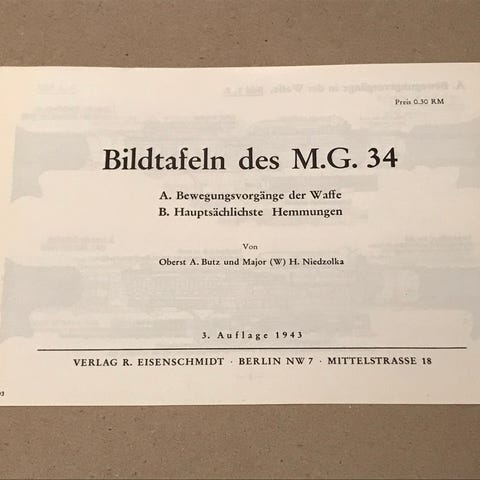 Preis 0.30 RM
Bildtafeln des M.G. 34
A. Bewegungsvorgänge der Waffe
B. Hauptsächlichste Hemmungen
Von
Oberst A. Butz und Major (W) H. Niedzolka
3. Auflage 1943
VERLAG R. EISENSCHMIDT · BERLIN NW 7 · MITTELSTRASSE 18